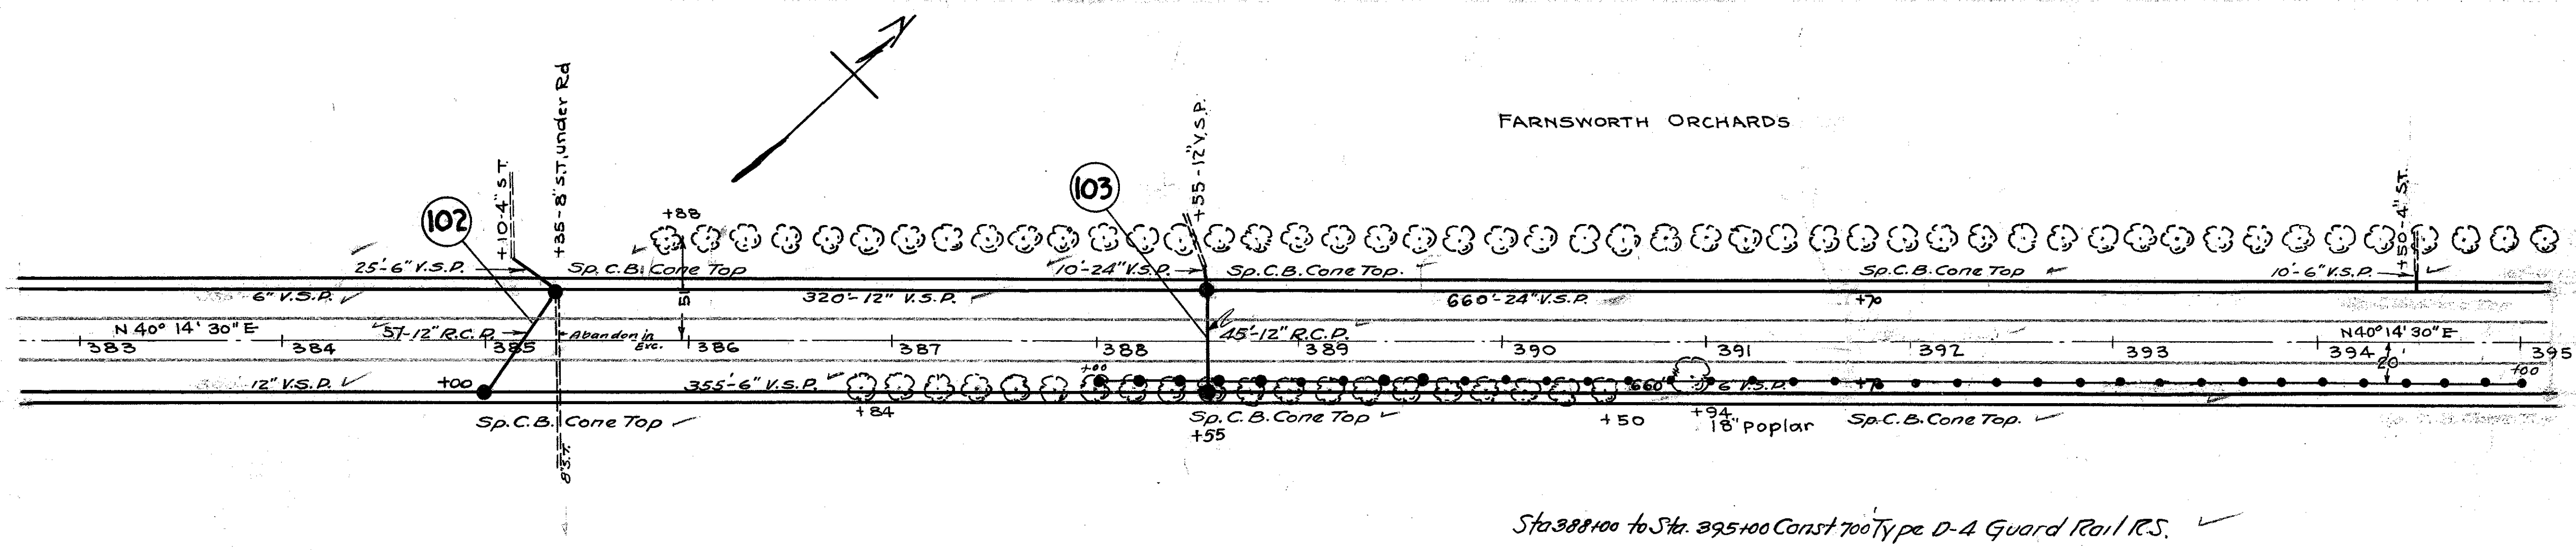 FARNSWORTH ORCHARDS
+10-4" S.T.
+35-8" S.T. under Rd
+55-12" V.S.P.
+50-4" S.T.
102
103
+88
25'-6" V.S.P.
Sp. C.B. Cone Top
10'-24" V.S.P.
Sp. C.B. Cone Top.
Sp. C.B. Cone Top
10'-6" V.S.P.
6" V.S.P.
51'
320'-12" V.S.P.
660'-24" V.S.P.
+70
N 40° 14' 30" E
57'-12" R.C.P.
Abandon in
Exc.
45'-12" R.C.P.
N 40° 14' 30" E
383
384
385
386
387
388
389
390
391
392
393
394
395
20'
12" V.S.P.
+00
355'-6" V.S.P.
+00
660'
6" V.S.P.
+70
+00
Sp. C.B. Cone Top
+84
Sp. C.B. Cone Top
+55
+50
+94
18" Poplar
Sp. C.B. Cone Top.
8" S.T.
Sta 388+00 to Sta. 395+00 Const 700' Type D-4 Guard Rail R.S.